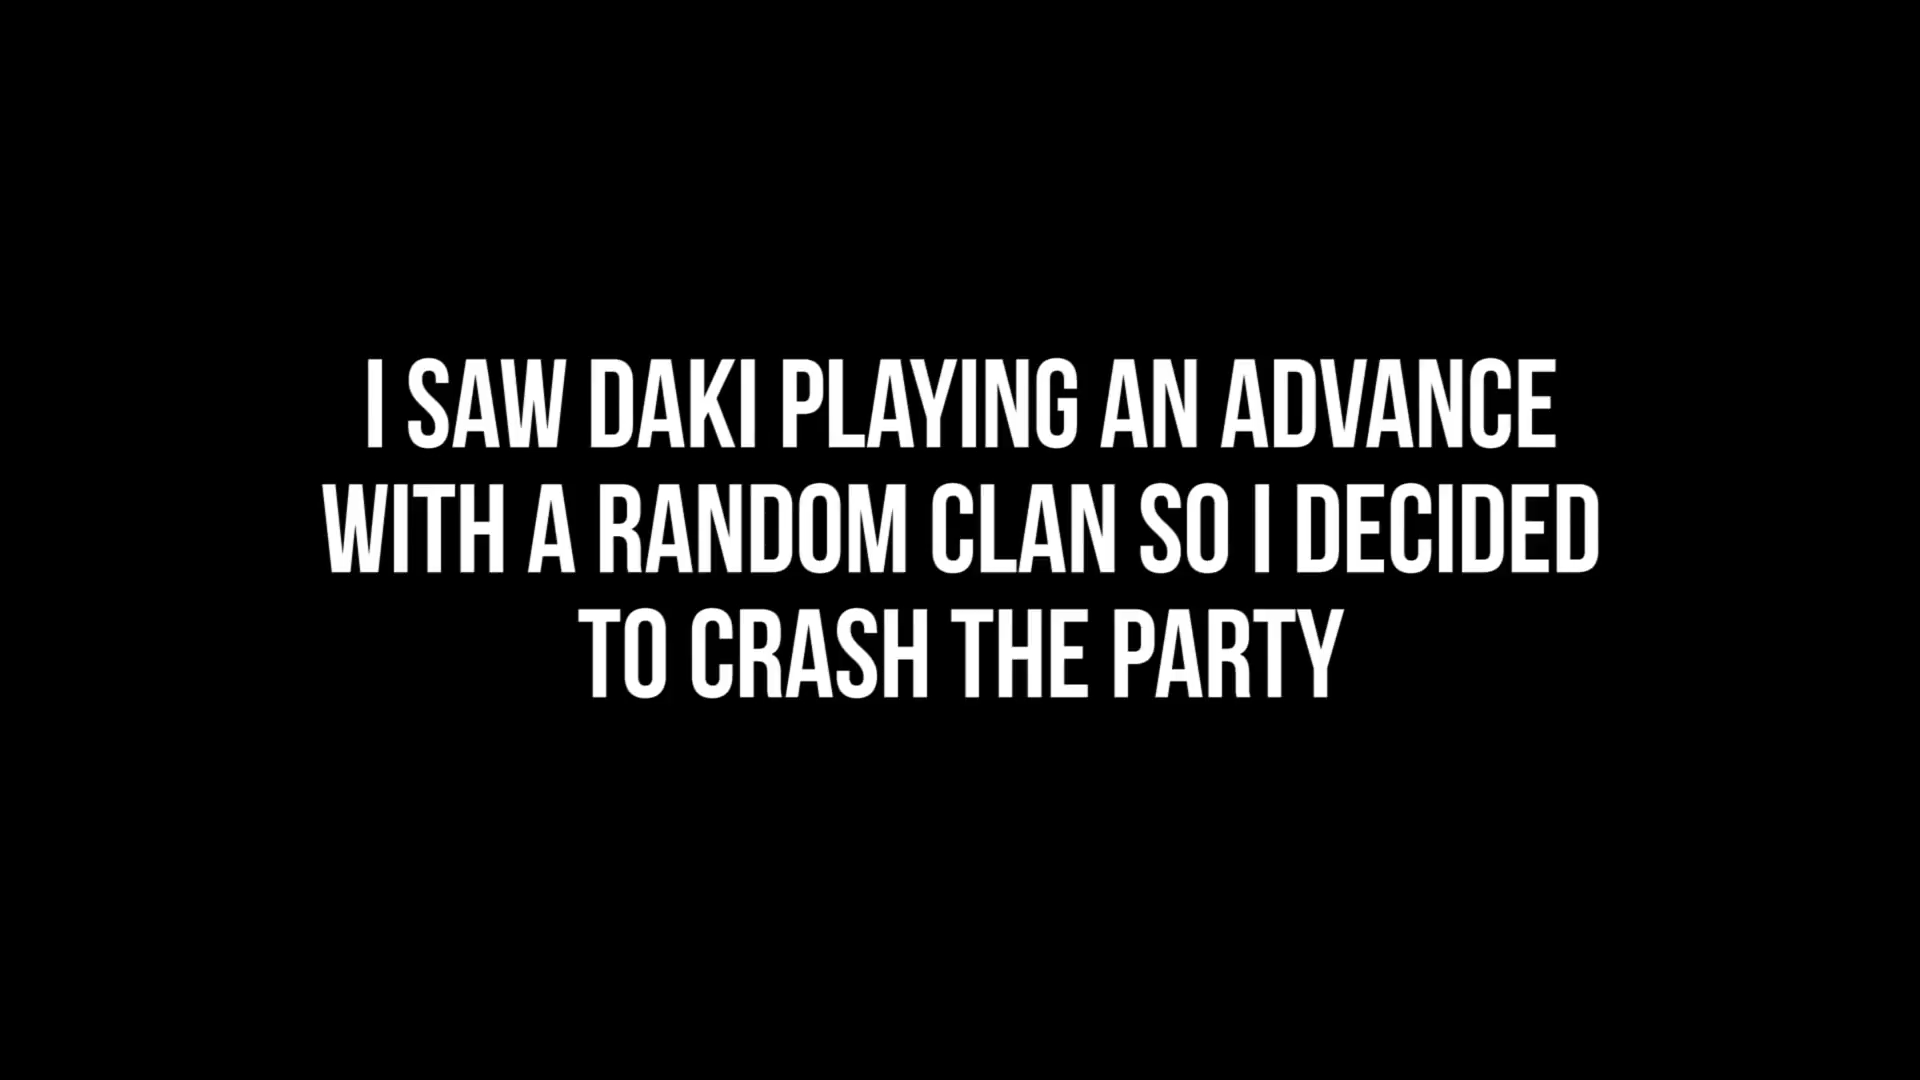 I SAW DAKI PLAYING AN ADVANCE
WITH A RANDOM CLAN SO I DECIDED
TO CRASH THE PARTY